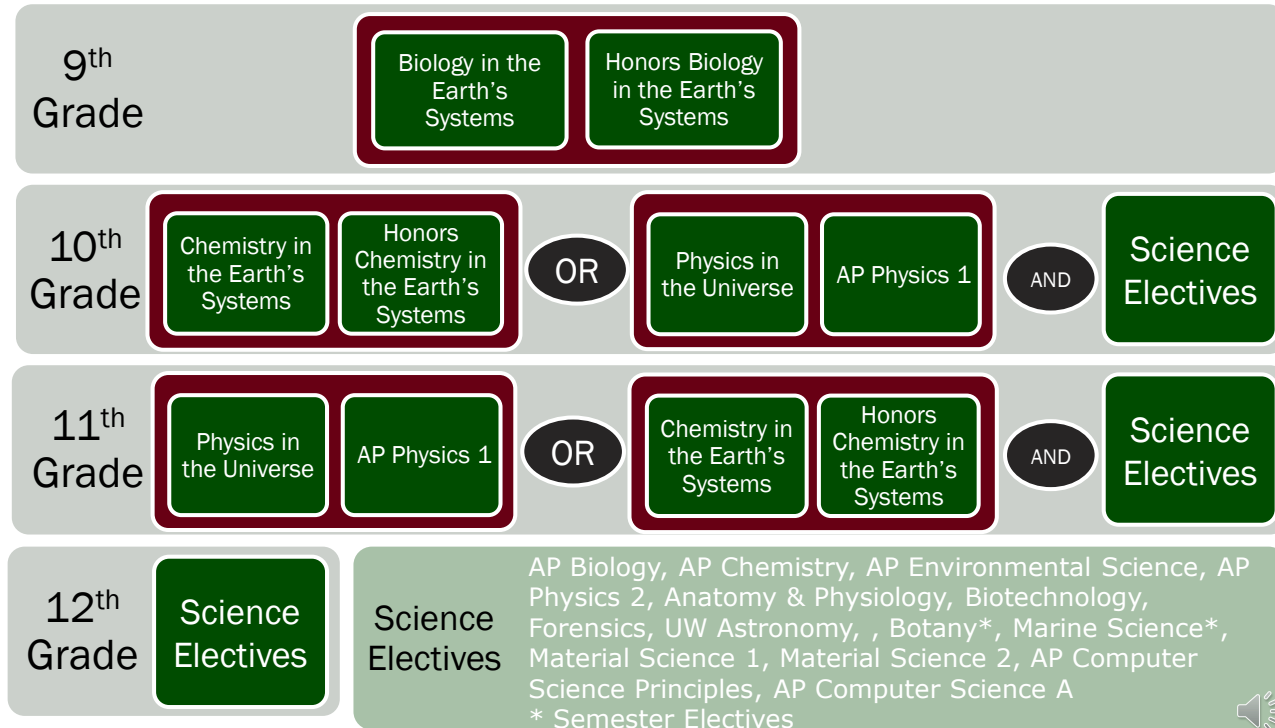 9th
Grade
Biology in the
Earth's
Systems
Honors Biology
in the Earth's
Systems
10th
Grade
Chemistry in
the Earth's
Systems
Honors
Chemistry in
the Earth's
Systems
OR
Physics in
the Universe
AP Physics 1
AND
Science
Electives
11th
Grade
Physics in
the Universe
AP Physics 1
OR
Chemistry in
the Earth's
Systems
Honors
Chemistry in
the Earth's
Systems
AND
Science
Electives
12th
Grade
Science
Electives
Science
Electives
AP Biology, AP Chemistry, AP Environmental Science, AP
Physics 2, Anatomy & Physiology, Biotechnology,
Forensics, UW Astronomy, , Botany*, Marine Science*,
Material Science 1, Material Science 2, AP Computer
Science Principles, AP Computer Science A
* Semester Electives